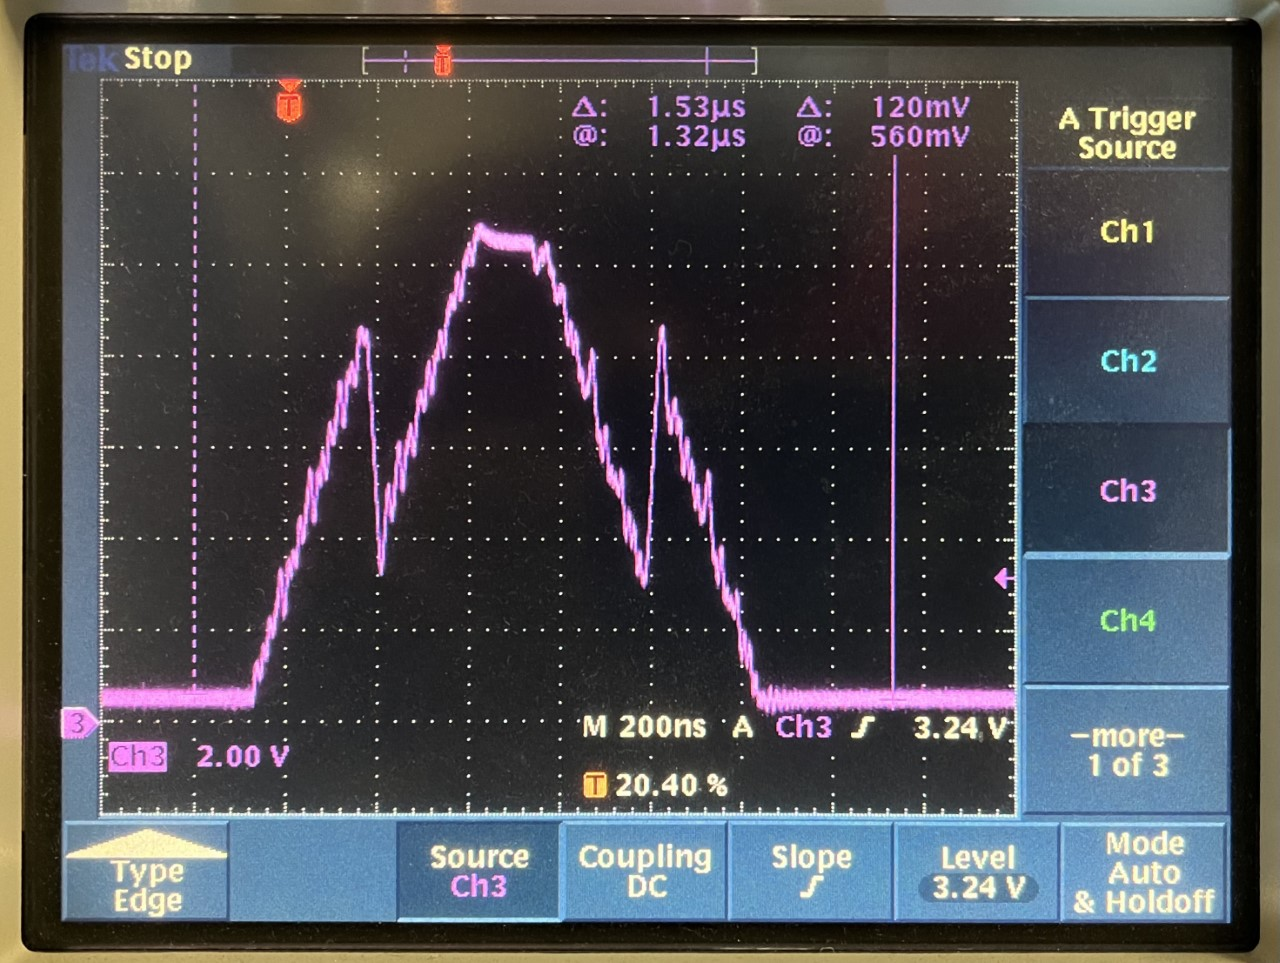 Tek Stop
T
T
Δ: 1.53µs Δ: 120mV
@: 1.32µs @: 560mV
A Trigger
Source
Ch1
Ch2
Ch3
Ch4
-more-
1 of 3
3
M 200ns A Ch3 3.24 V
Ch3 2.00 V
T 20.40 %
Type
Edge
Source
Ch3
Coupling
DC
Slope
Level
3.24 V
Mode
Auto
& Holdoff